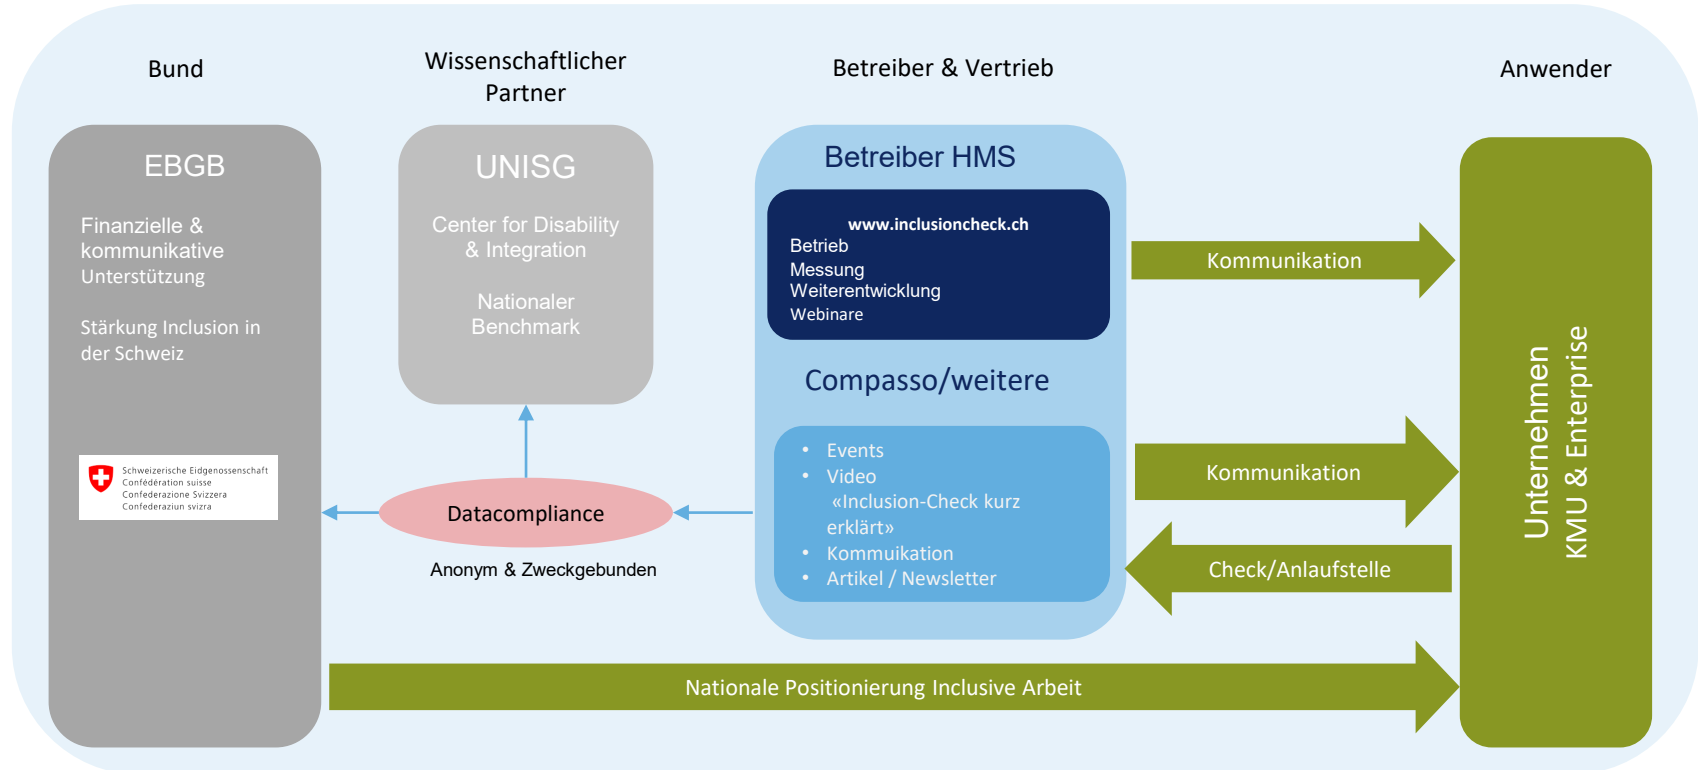 Bund
Wissenschaftlicher
Partner
Betreiber & Vertrieb
Anwender
EBGB
Finanzielle &
kommunikative
Unterstützung
Stärkung Inclusion in
der Schweiz
Schweizerische Eidgenossenschaft
Confédération suisse
Confederazione Svizzera
Confederaziun svizra
UNISG
Center for Disability
& Integration
Nationaler
Benchmark
Datacompliance
Anonym & Zweckgebunden
Betreiber HMS
www.inclusioncheck.ch
Betrieb
Messung
Weiterentwicklung
Webinare
Compasso/weitere
• Events
• Video
«Inclusion-Check kurz
erklärt»
• Kommuikation
• Artikel / Newsletter
Kommunikation
Kommunikation
Check/Anlaufstelle
Nationale Positionierung Inclusive Arbeit
Unternehmen
KMU & Enterprise